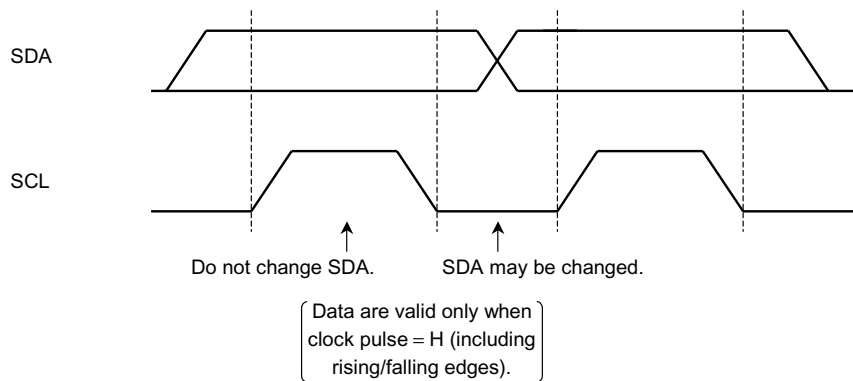 SDA
SCL
Do not change SDA.
SDA may be changed.
Data are valid only when
clock pulse = H (including
rising/falling edges).